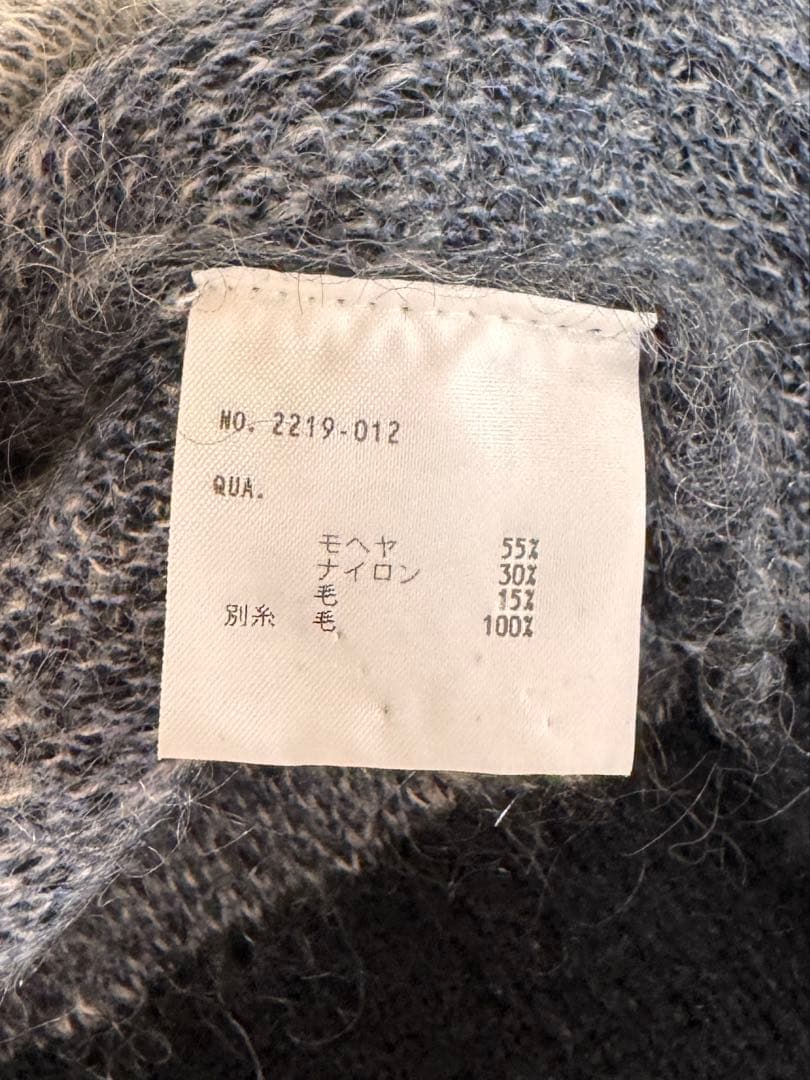 NO. 2219-012
QUA.
モヘヤ 55%
ナイロン 30%
毛 15%
別糸 毛 100%